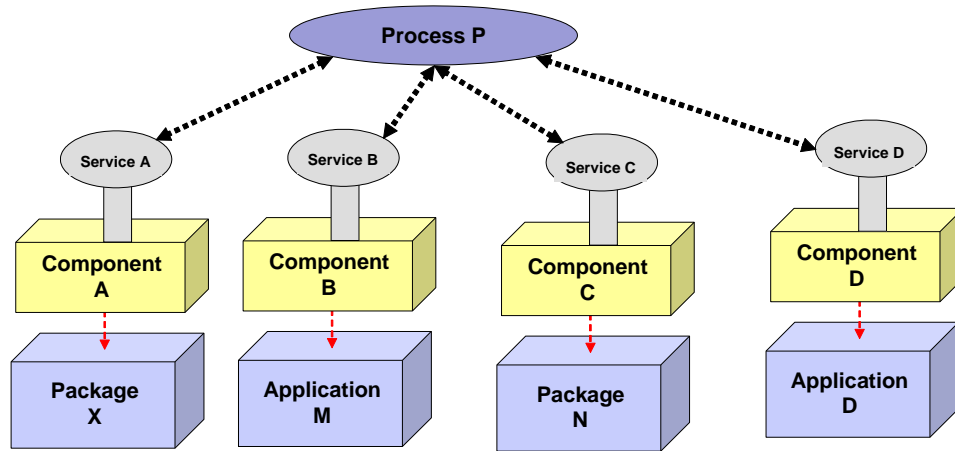 Process P
Service A
Service B
Service C
Service D
Component
A
Component
B
Component
C
Component
D
Package
X
Application
M
Package
N
Application
D